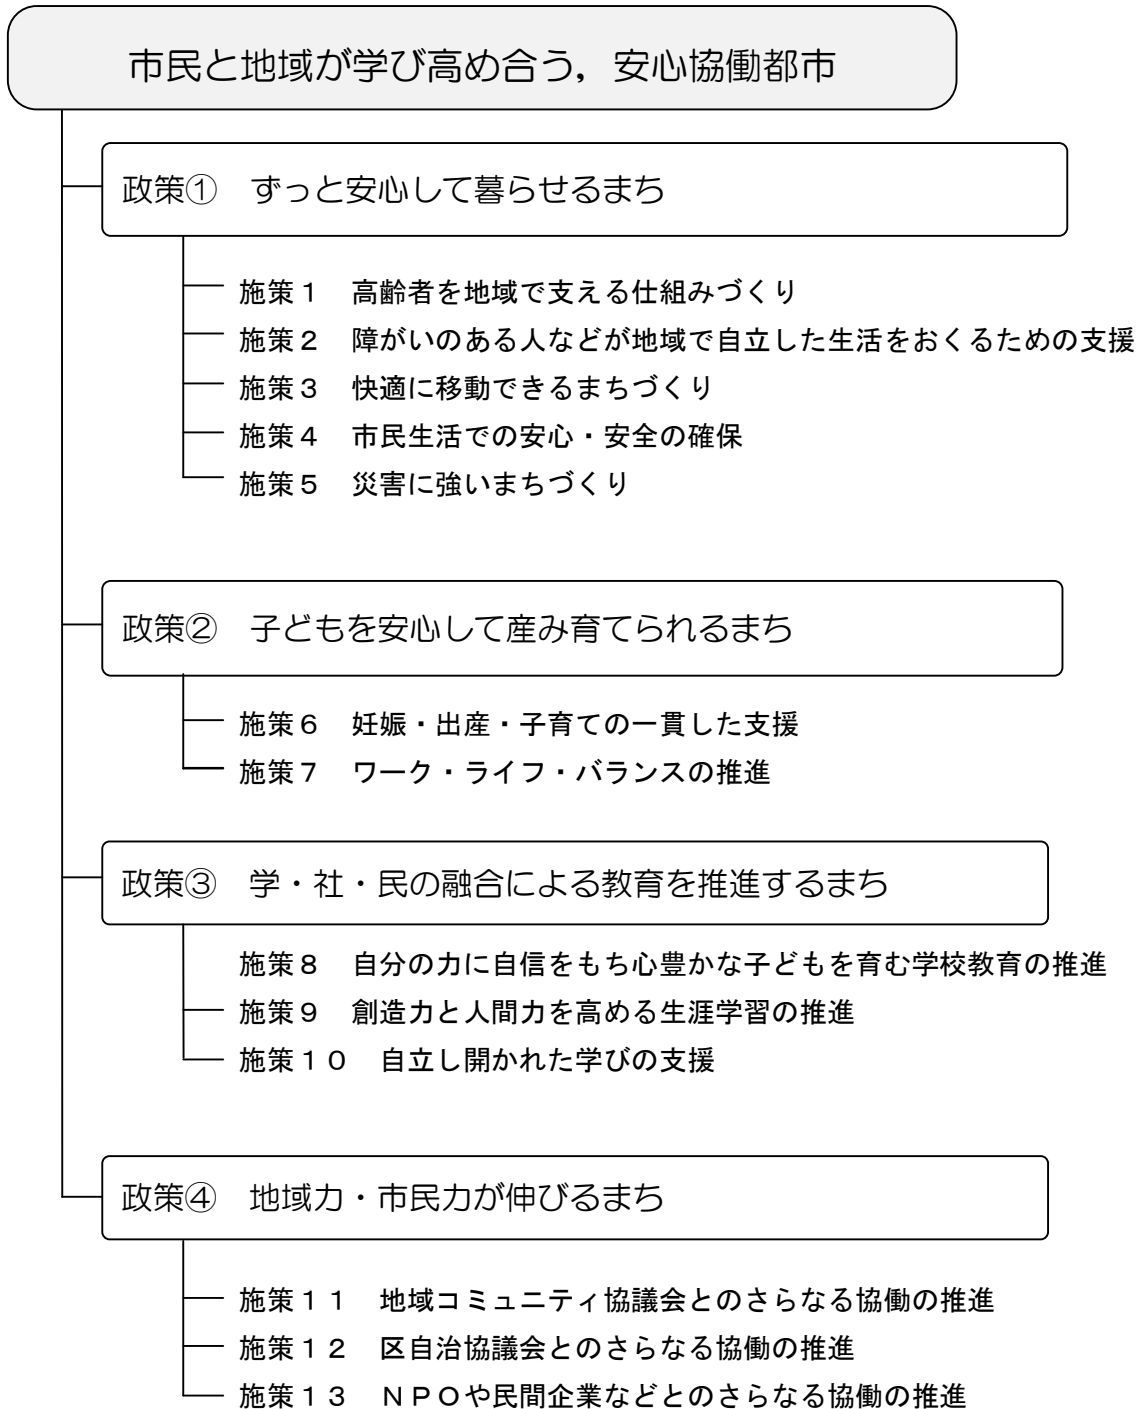 市民と地域が学び高め合う，安心協働都市
政策①　ずっと安心して暮らせるまち
施策１　高齢者を地域で支える仕組みづくり
施策２　障がいのある人などが地域で自立した生活をおくるための支援
施策３　快適に移動できるまちづくり
施策４　市民生活での安心・安全の確保
施策５　災害に強いまちづくり
政策②　子どもを安心して産み育てられるまち
施策６　妊娠・出産・子育ての一貫した支援
施策７　ワーク・ライフ・バランスの推進
政策③　学・社・民の融合による教育を推進するまち
施策８　自分の力に自信をもち心豊かな子どもを育む学校教育の推進
施策９　創造力と人間力を高める生涯学習の推進
施策１０　自立し開かれた学びの支援
政策④　地域力・市民力が伸びるまち
施策１１　地域コミュニティ協議会とのさらなる協働の推進
施策１２　区自治協議会とのさらなる協働の推進
施策１３　ＮＰＯや民間企業などとのさらなる協働の推進